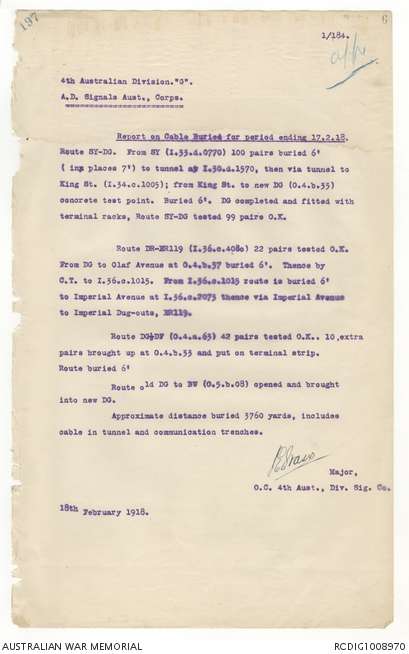 197
6
1/184.
4th Australian Division."G".
A.D. Signals Aust., Corps.
Report on Cable Buried for period ending 17.2.18.
Route SY-DG. From SY (I.33.d.0770) 100 pairs buried 6'
( in places 7') to tunnel at I.30.d.1570, then via tunnel to
King St. (I.34.c.1005); from King St. to new DG (O.4.b.35)
concrete test point. Buried 6'. DG completed and fitted with
terminal racks, Route SY-DG tested 99 pairs O.K.
Route DR-ER119 (I.36.c.4080) 22 pairs tested O.K.
From DG to Olaf Avenue at O.4.b.37 buried 6'. Thence by
C.T. to I.36.c.1015. From I.36.c.1015 route is buried 6'
to Imperial Avenue at I.36.c.2073 thence via Imperial Avenue
to Imperial Dug-outs, ER119.
Route DG-DF (O.4.a.63) 42 pairs tested O.K.. 10,extra
pairs brought up at O.4.b.33 and put on terminal strip.
Route buried 6'
Route old DG to BW (O.5.b.08) opened and brought
into new DG.
Approximate distance buried 3760 yards, includes
cable in tunnel and communication trenches.
Major,
O.C. 4th Aust., Div. Sig. Co.
18th February 1918.
AUSTRALIAN WAR MEMORIAL
RCDIG1008970